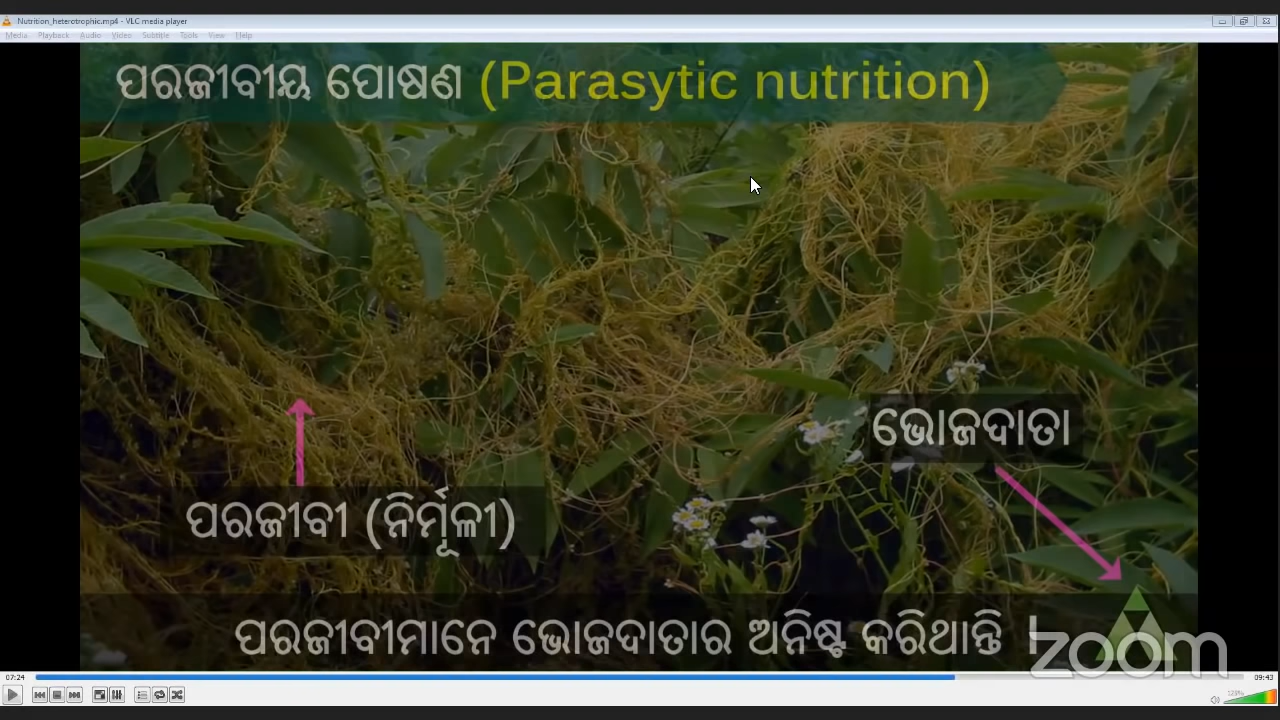 Nutrition_heterotrophic.mp4 - VLC media player
Media Playback Audio Video Subtitle Tools View Help
ପରଜୀବୀୟ ପୋଷଣ (Parasytic nutrition)
ଭୋଜଦାତା
ପରଜୀବୀ (ନିର୍ମୂଳୀ)
ପରଜୀବୀମାନେ ଭୋଜଦାତାର ଅନିଷ୍ଟ କରିଥାନ୍ତି ।
zoom
07:24 09:43
128%